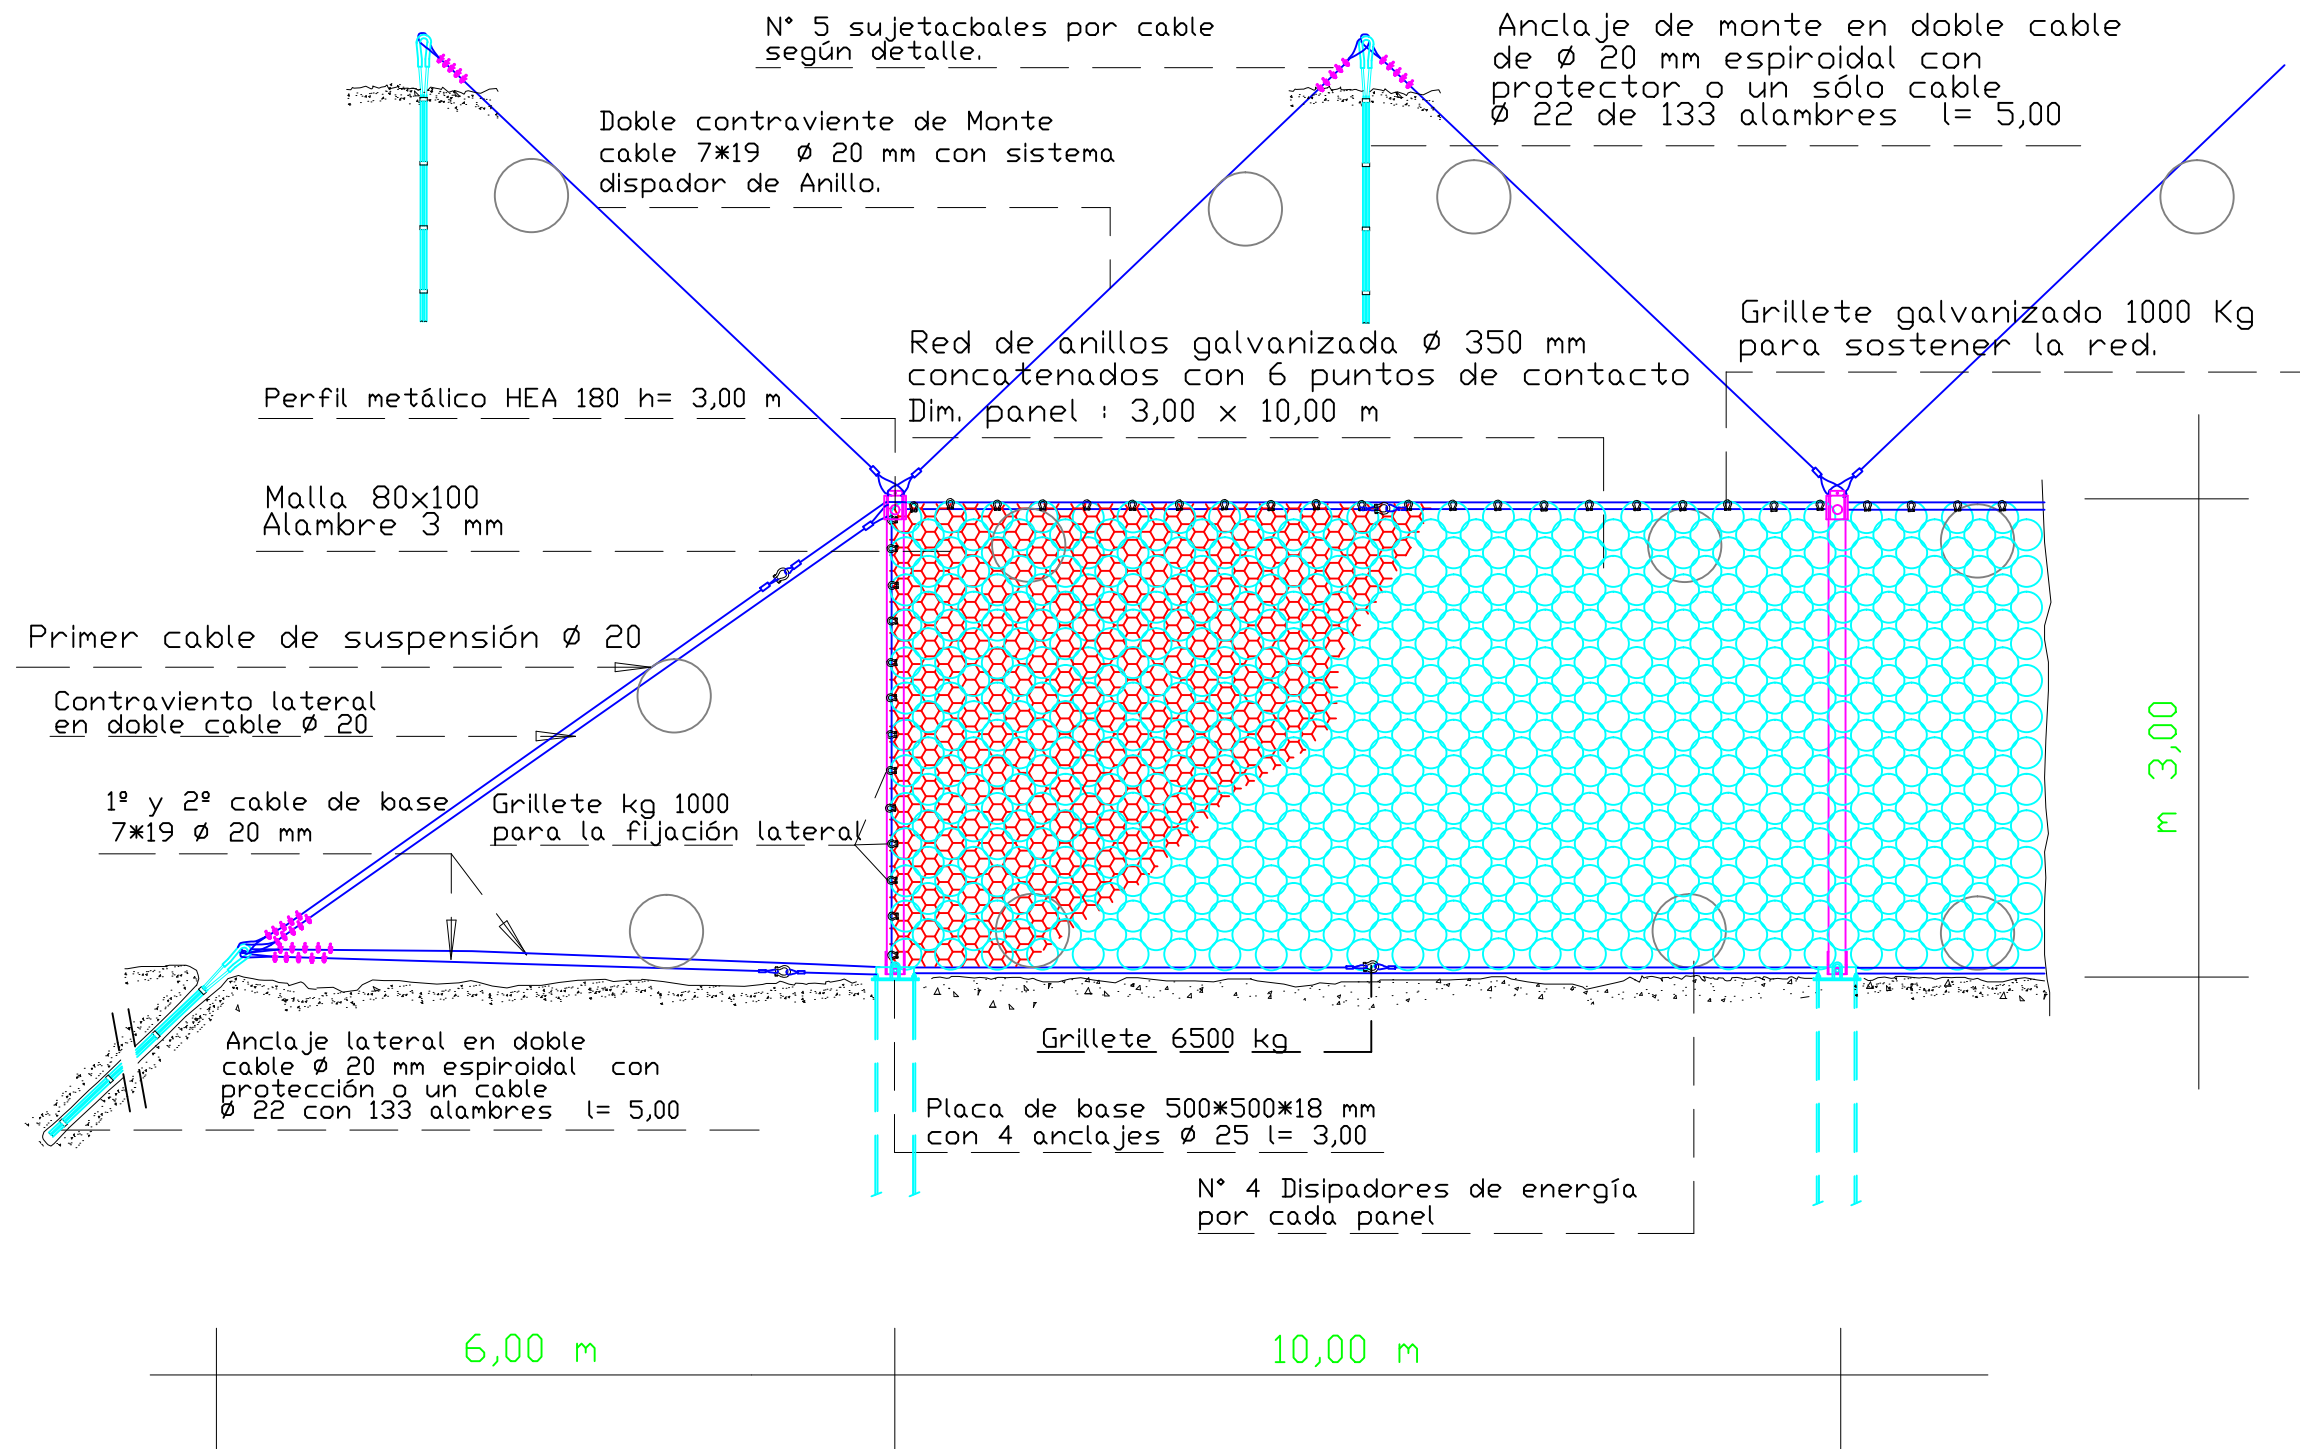 N° 5 sujetacbales por cable
según detalle.
Anclaje de monte en doble cable
de Ø 20 mm espiroidal con
protector o un sólo cable
Ø 22 de 133 alambres l= 5,00
Doble contraviente de Monte
cable 7*19 Ø 20 mm con sistema
dispador de Anillo.
Grillete galvanizado 1000 Kg
para sostener la red.
Red de anillos galvanizada Ø 350 mm
concatenados con 6 puntos de contacto
Dim. panel : 3,00 x 10,00 m
Perfil metálico HEA 180 h= 3,00 m
Malla 80x100
Alambre 3 mm
Primer cable de suspensión Ø 20
Contraviento lateral
en doble cable Ø 20
1º y 2º cable de base
7*19 Ø 20 mm
Grillete kg 1000
para la fijación lateral
m 3,00
Anclaje lateral en doble
cable Ø 20 mm espiroidal con
protección o un cable
Ø 22 con 133 alambres l= 5,00
Grillete 6500 kg
Placa de base 500*500*18 mm
con 4 anclajes Ø 25 l= 3,00
N° 4 Disipadores de energía
por cada panel
6,00 m
10,00 m